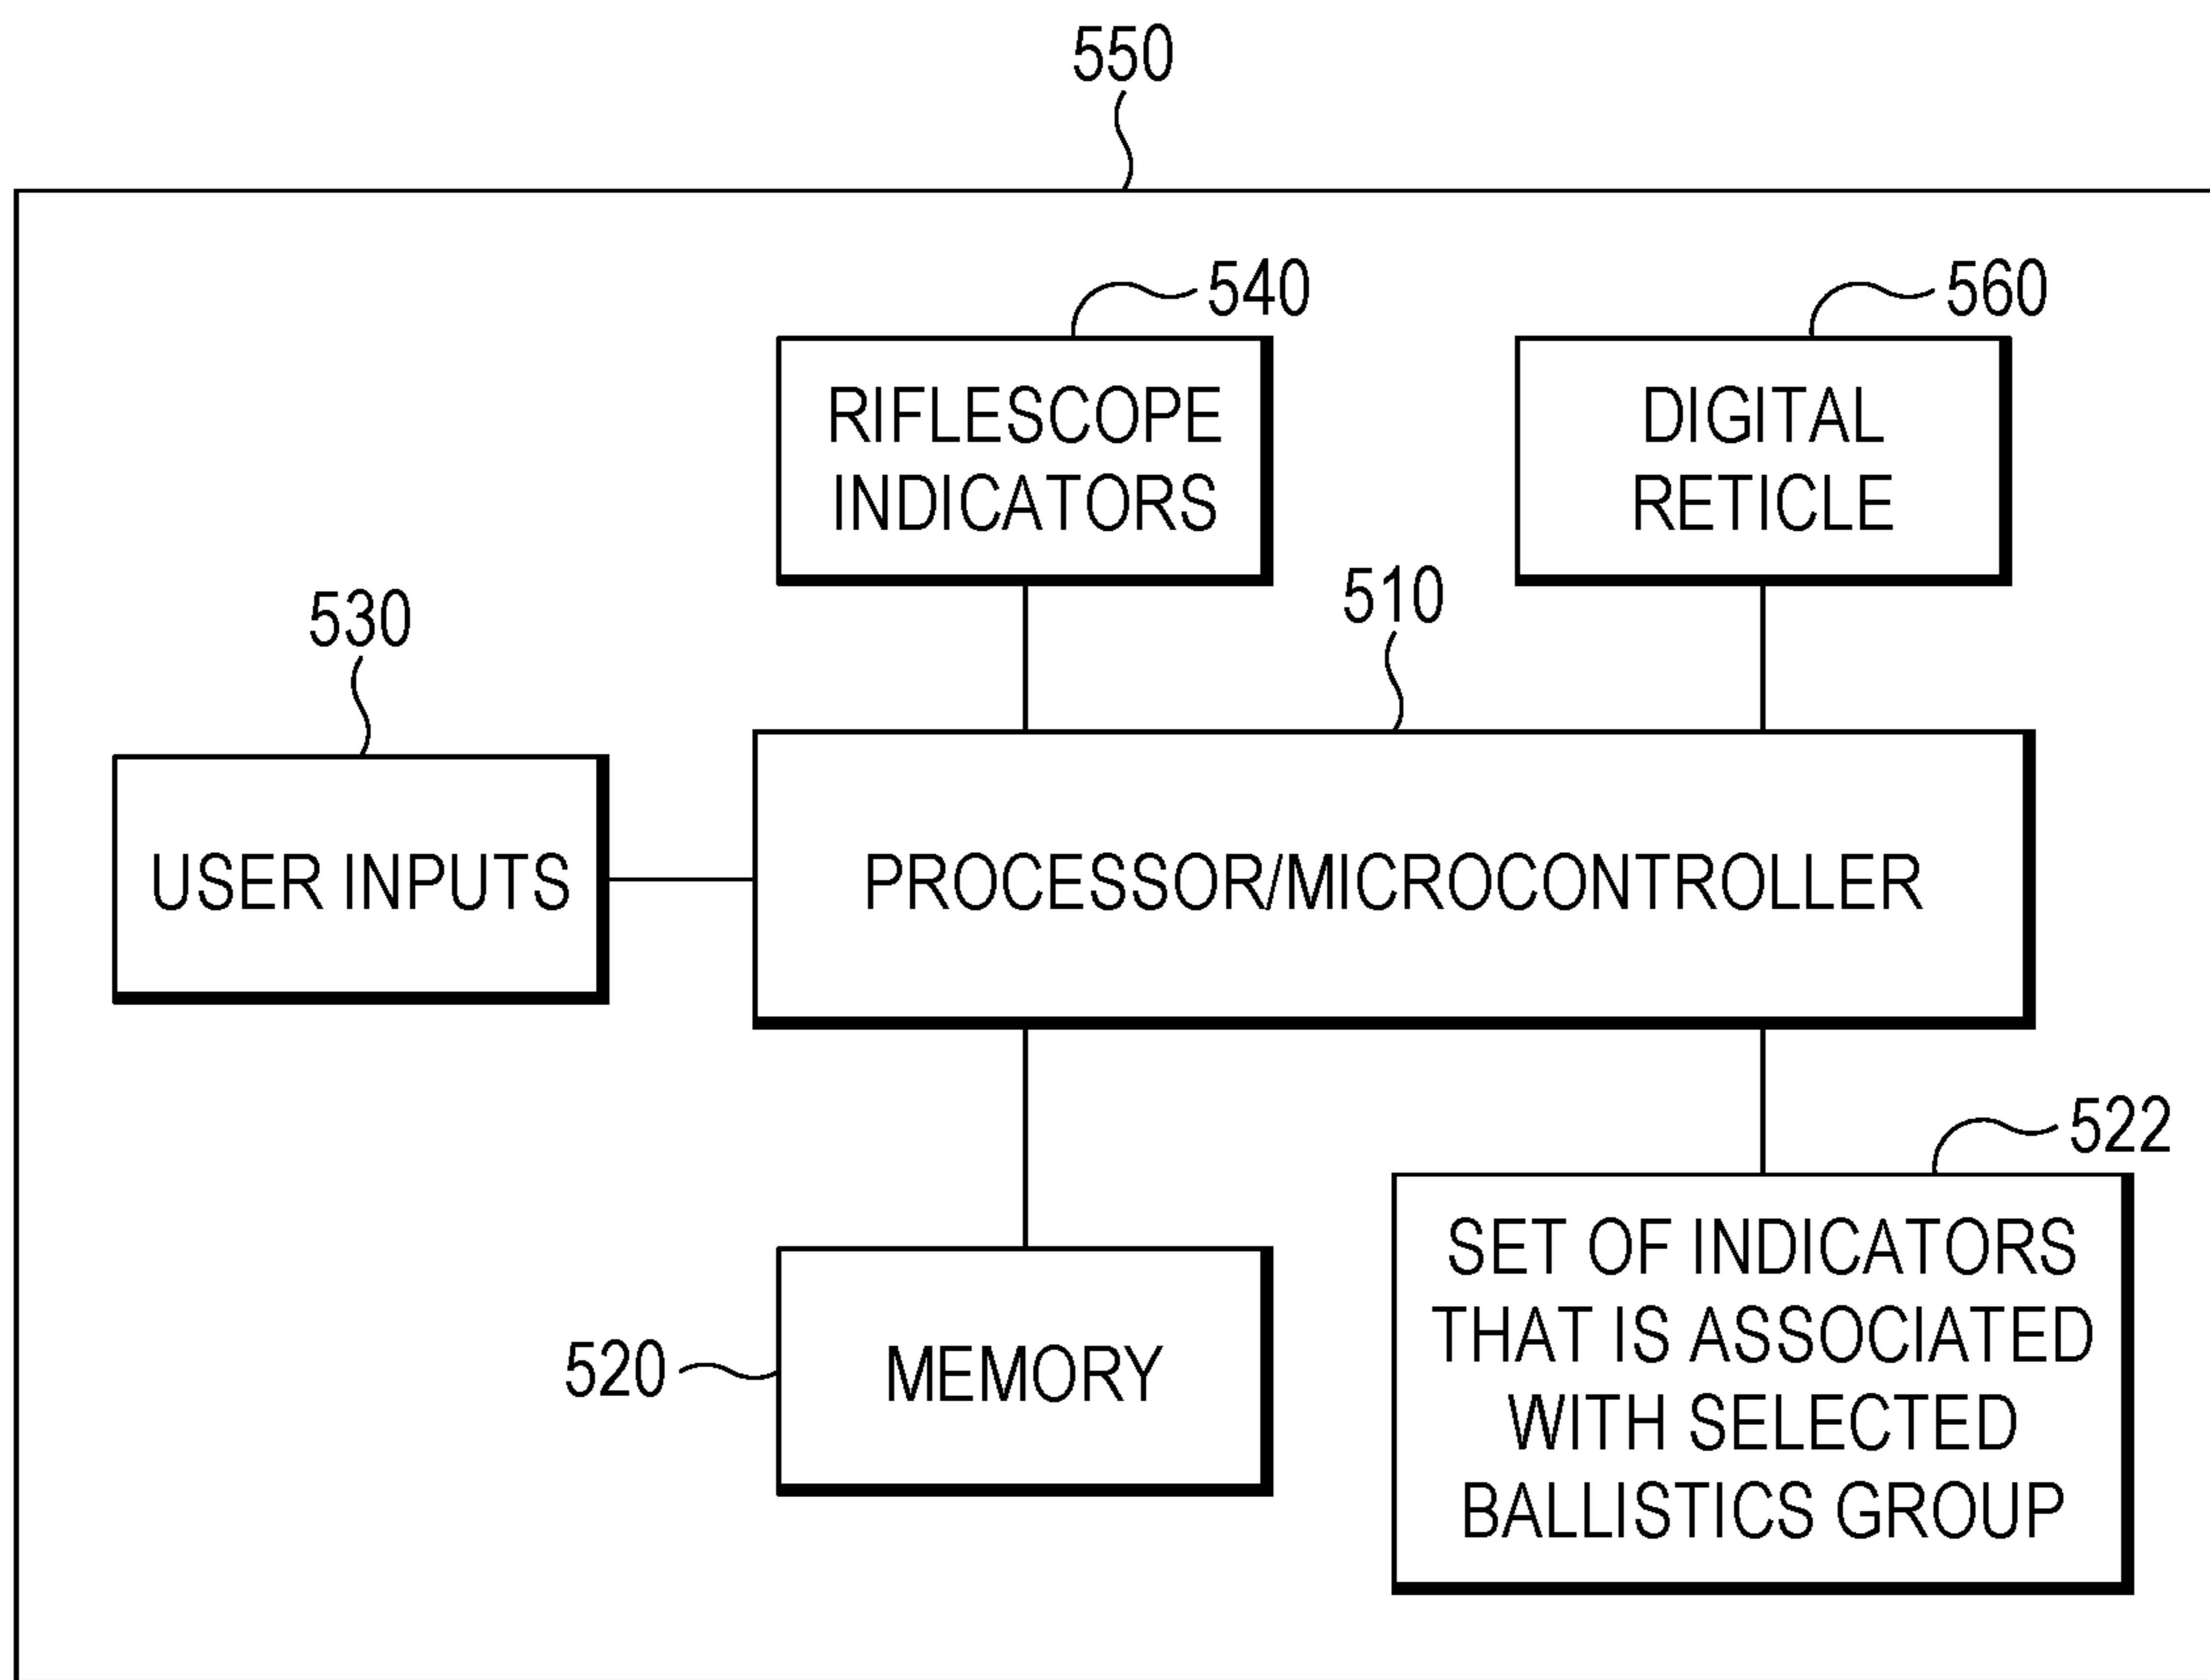 550
540
RIFLESCOPE
INDICATORS
560
DIGITAL
RETICLE
530
USER INPUTS
510
PROCESSOR/MICROCONTROLLER
520
MEMORY
522
SET OF INDICATORS
THAT IS ASSOCIATED
WITH SELECTED
BALLISTICS GROUP